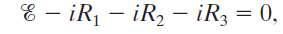 ℰ − iR₁ − iR₂ − iR₃ = 0,